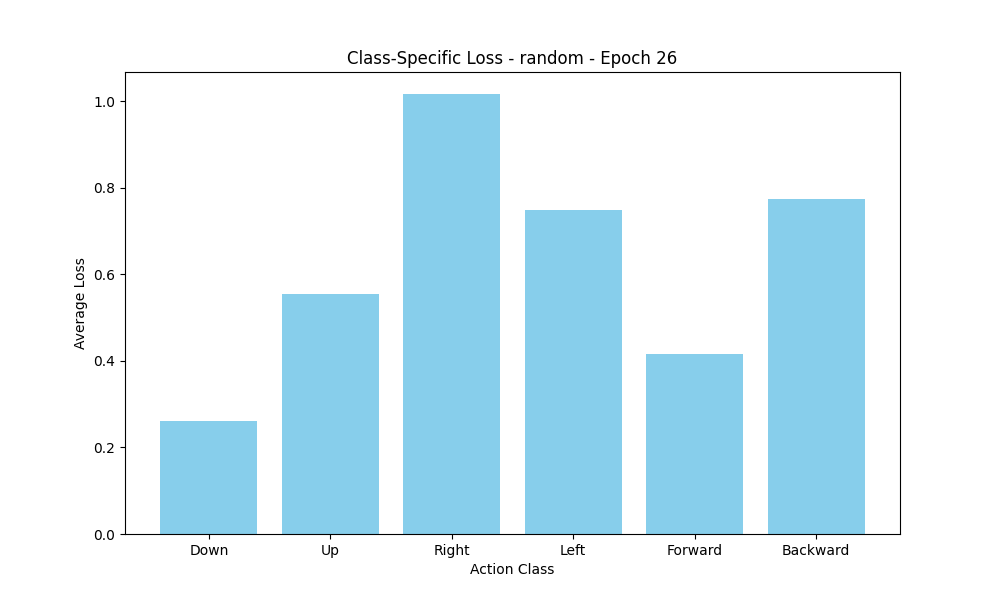 Class-Specific Loss - random - Epoch 26
1.0
0.8
0.6
0.4
0.2
0.0
Average Loss
Down Up Right Left Forward Backward
Action Class